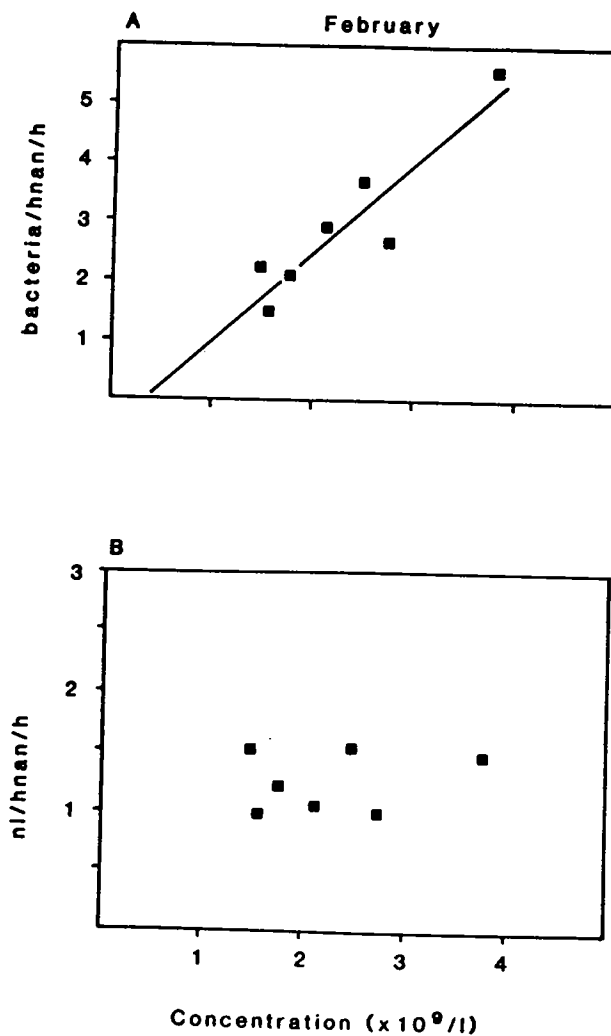 A February
5
4
3
2
1
bacteria/hnan/h
B
3
2
1
nl/hnan/h
1 2 3 4
Concentration (x10⁹/l)